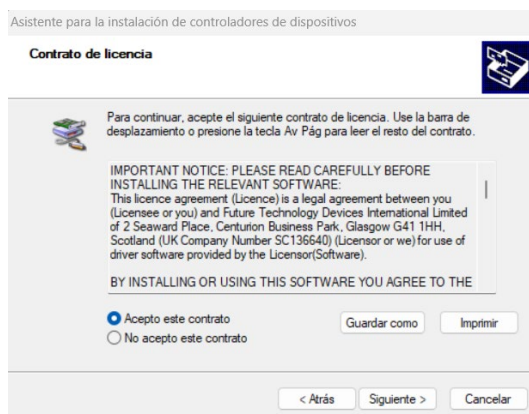 Asistente para la instalación de controladores de dispositivos
Contrato de licencia
Para continuar, acepte el siguiente contrato de licencia. Use la barra de
desplazamiento o presione la tecla Av Pág para leer el resto del contrato.
IMPORTANT NOTICE: PLEASE READ CAREFULLY BEFORE
INSTALLING THE RELEVANT SOFTWARE:
This licence agreement (Licence) is a legal agreement between you
(Licensee or you) and Future Technology Devices International Limited
of 2 Seaward Place, Centurion Business Park, Glasgow G41 1HH,
Scotland (UK Company Number SC136640) (Licensor or we) for use of
driver software provided by the Licensor(Software).
BY INSTALLING OR USING THIS SOFTWARE YOU AGREE TO THE
Acepto este contrato
No acepto este contrato
Guardar como
Imprimir
< Atrás
Siguiente >
Cancelar